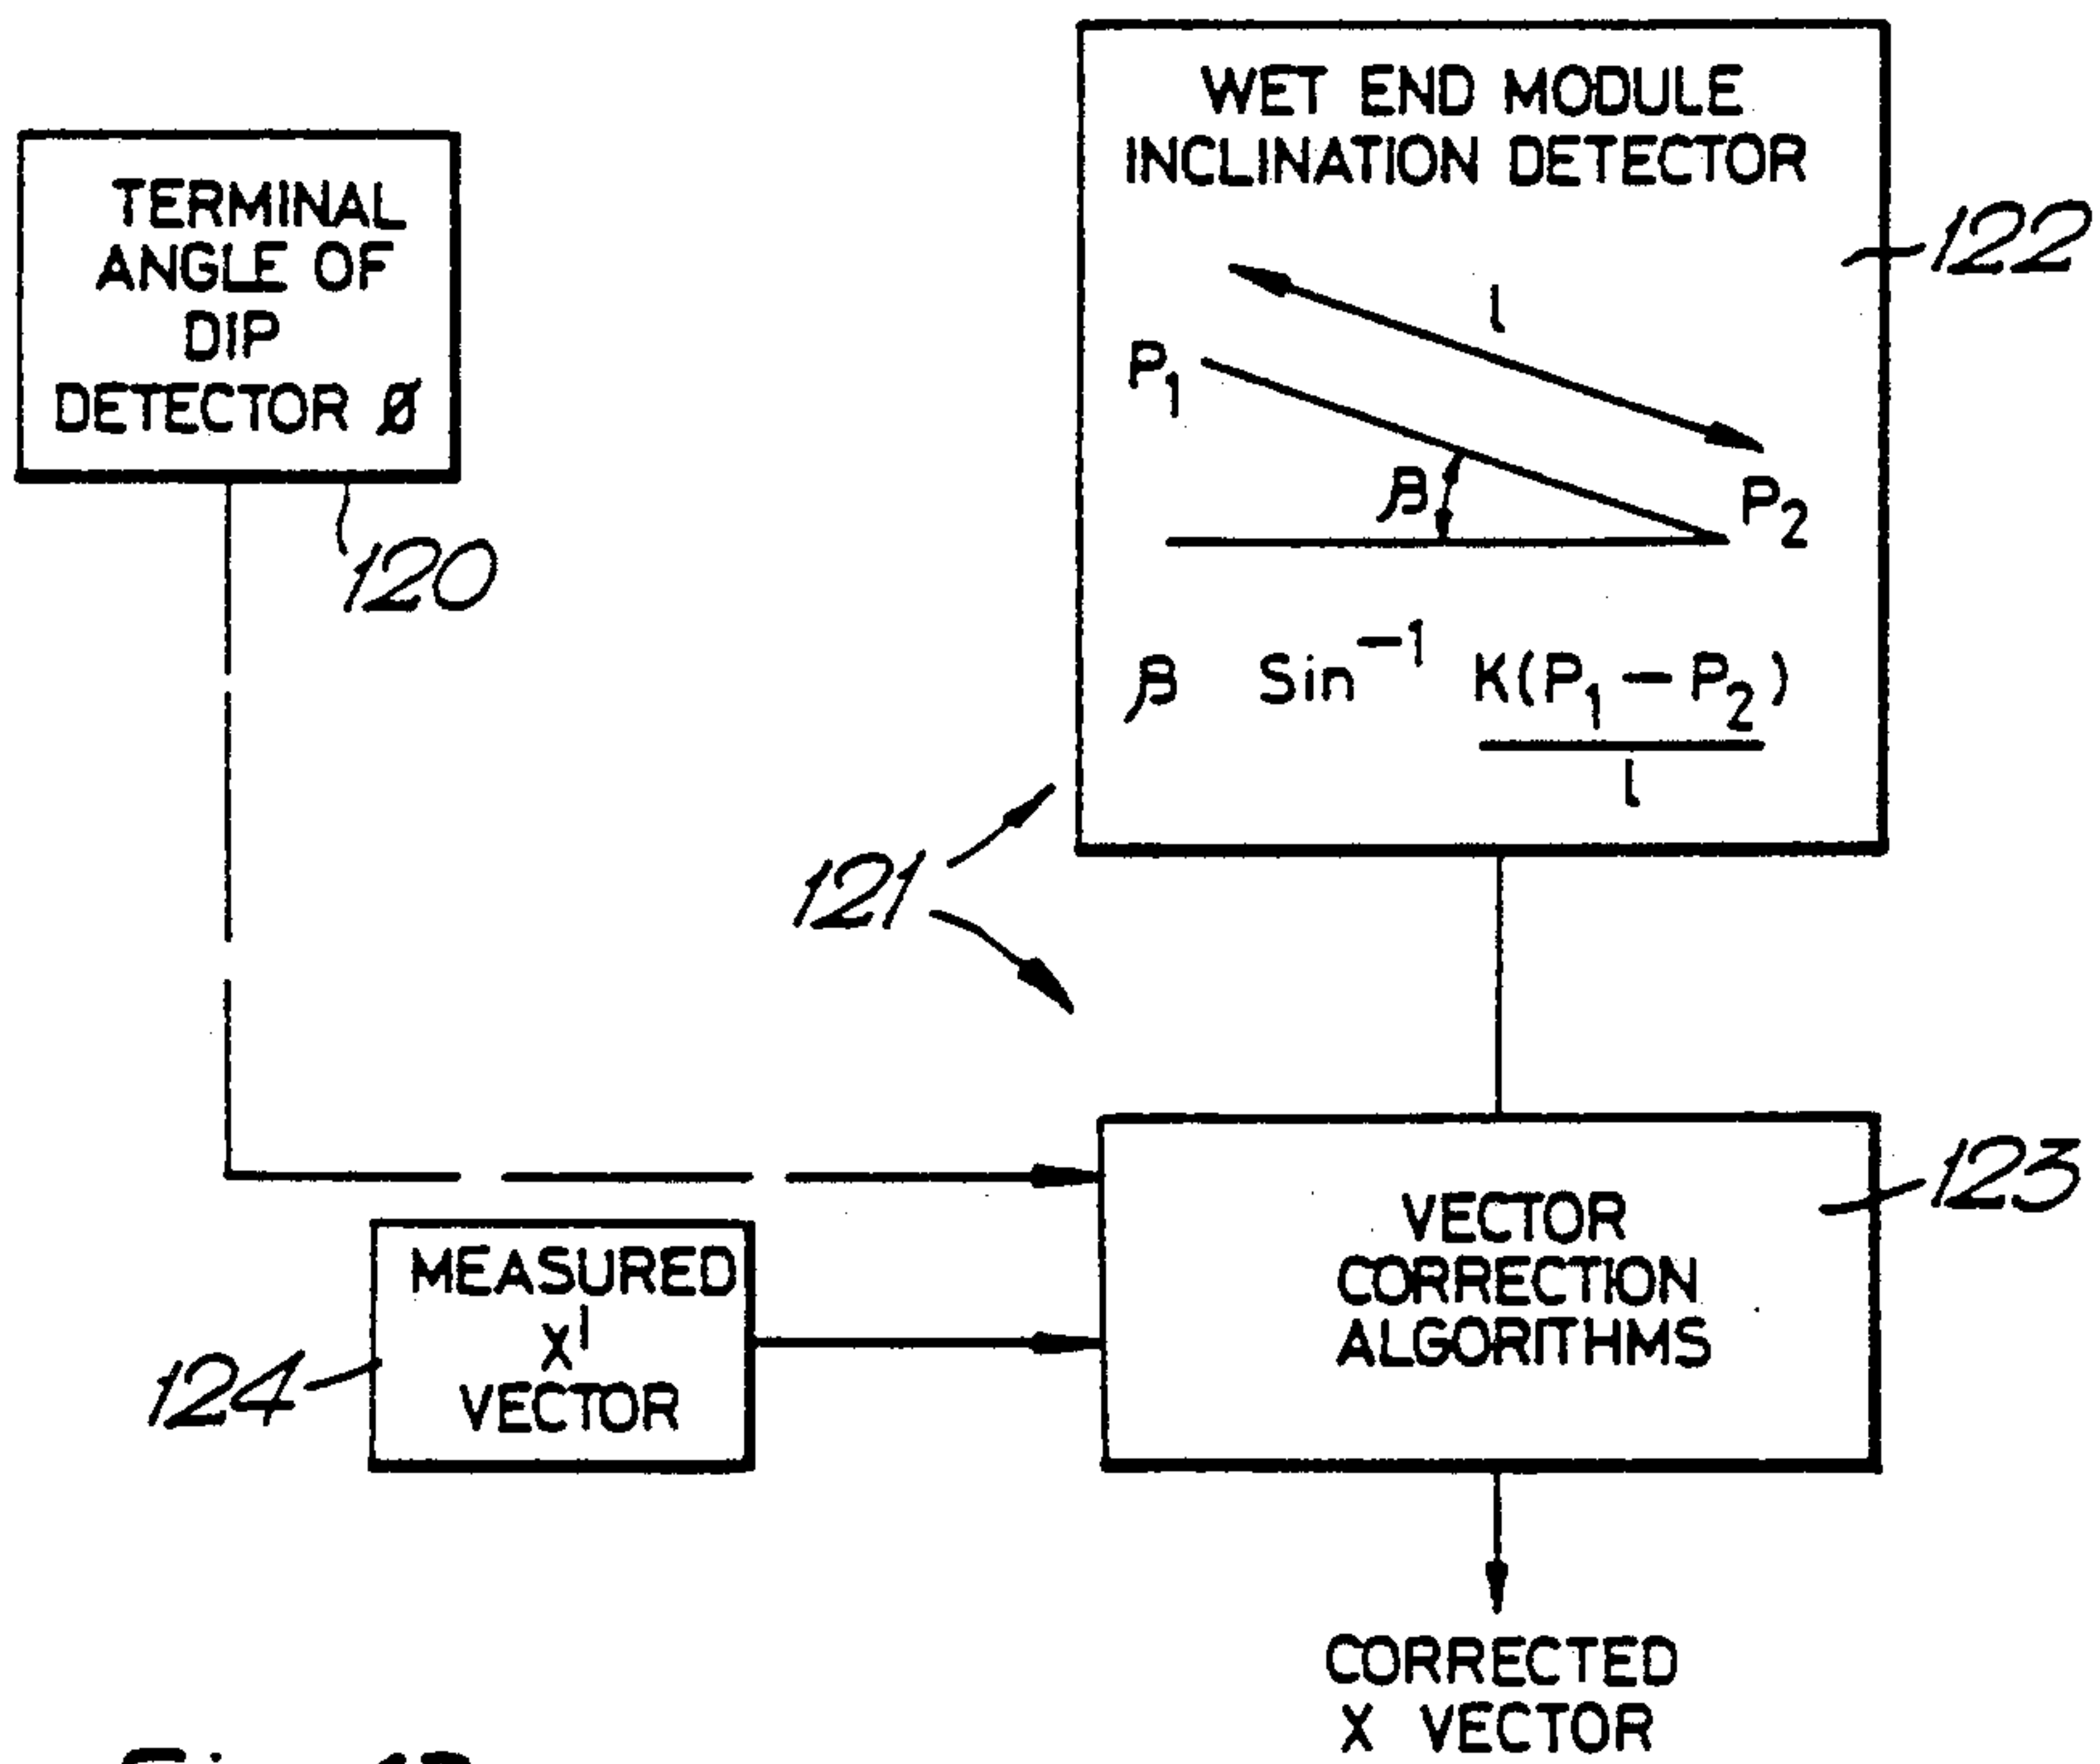 TERMINAL
ANGLE OF
DIP
DETECTOR Ø
120
WET END MODULE
INCLINATION DETECTOR
122
l
P₁
β
P₂
β Sin⁻¹ K(P₁ − P₂)
l
121
MEASURED
X¹
VECTOR
124
VECTOR
CORRECTION
ALGORITHMS
123
CORRECTED
X VECTOR